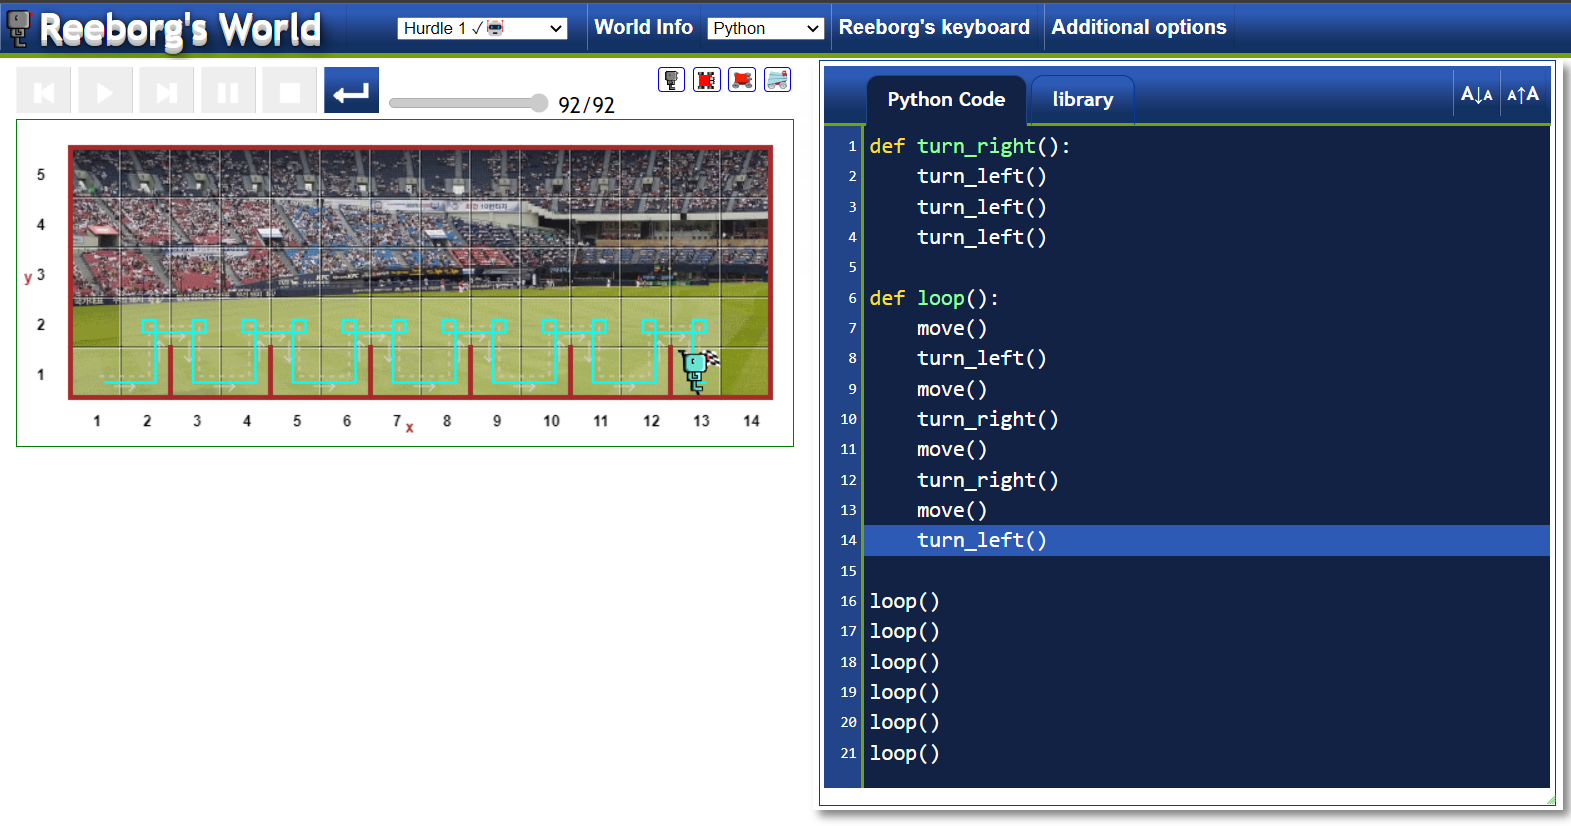 Reeborg's World
Hurdle 1 ✓ 🤖
World Info
Python
Reeborg's keyboard
Additional options
92/92
Python Code
library
A↓A
A↑A
5
4
y 3
2
1
1 2 3 4 5 6 7 8 9 10 11 12 13 14
x
1 def turn_right():
2     turn_left()
3     turn_left()
4     turn_left()
5
6 def loop():
7     move()
8     turn_left()
9     move()
10     turn_right()
11     move()
12     turn_right()
13     move()
14     turn_left()
15
16 loop()
17 loop()
18 loop()
19 loop()
20 loop()
21 loop()